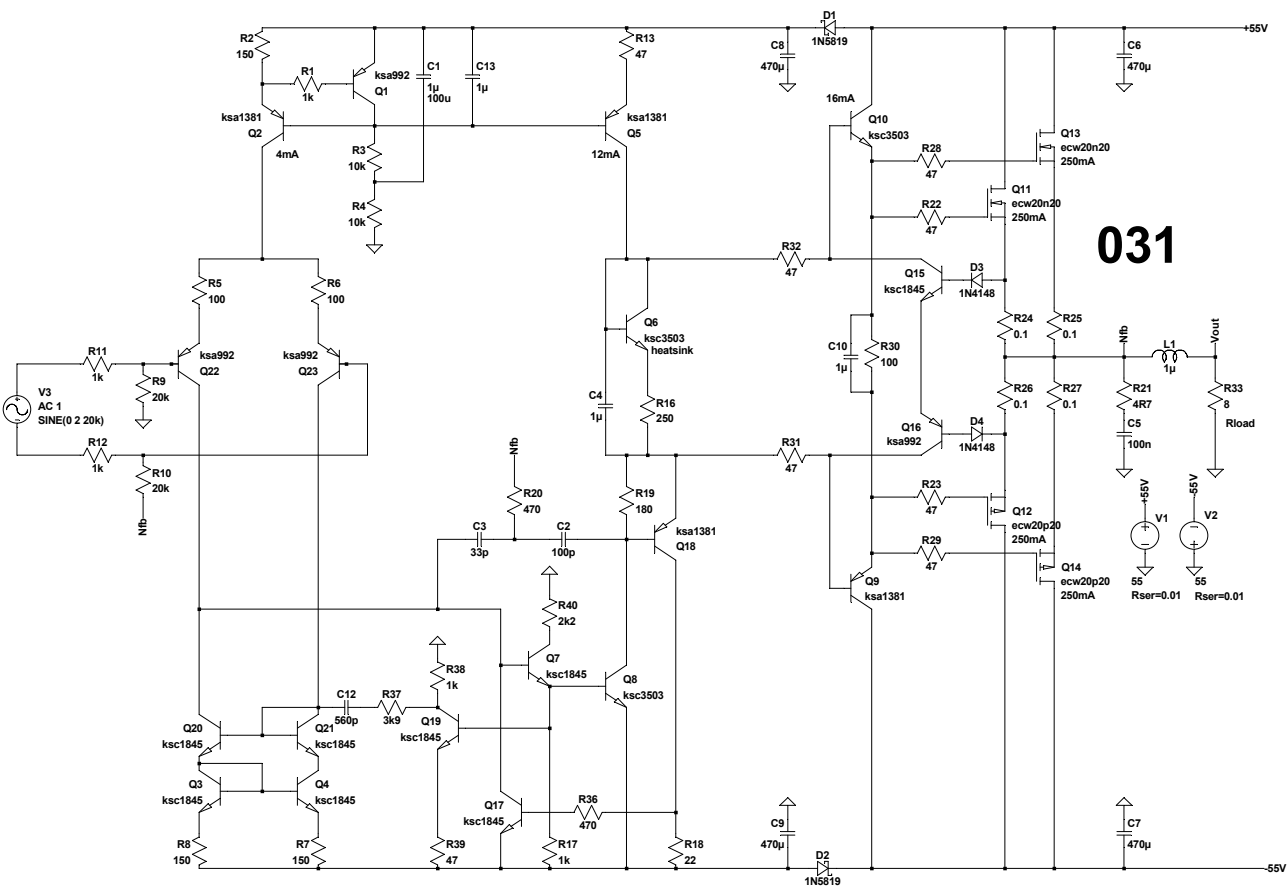 D1
1N5819
+55V
R2
150
R1
1k
ksa992
Q1
C1
1µ
100u
C13
1µ
R13
47
C8
470µ
C6
470µ
ksa1381
Q2
4mA
R3
10k
R4
10k
ksa1381
Q5
12mA
16mA
Q10
ksc3503
R28
47
Q13
ecw20n20
250mA
Q11
ecw20n20
250mA
R22
47
031
R32
47
Q15
ksc1845
D3
1N4148
R5
100
R6
100
Q6
ksc3503
heatsink
R24
0.1
R25
0.1
C10
1µ
R30
100
Nfb
L1
1µ
Vout
R11
1k
ksa992
Q22
ksa992
Q23
R9
20k
V3
AC 1
SINE(0 2 20k)
R12
1k
R10
20k
Nfb
C4
1µ
R16
250
R26
0.1
R27
0.1
R21
4R7
R33
8
Rload
C5
100n
Q16
ksa992
D4
1N4148
R31
47
Nfb
R20
470
R19
180
C3
33p
C2
100p
ksa1381
Q18
R23
47
Q12
ecw20p20
250mA
R29
47
Q14
ecw20p20
250mA
Q9
ksa1381
+55V
V1
55
Rser=0.01
-55V
V2
55
Rser=0.01
R40
2k2
Q7
ksc1845
Q8
ksc3503
R38
1k
C12
560p
R37
3k9
Q19
ksc1845
Q20
ksc1845
Q21
ksc1845
Q3
ksc1845
Q4
ksc1845
Q17
ksc1845
R36
470
R8
150
R7
150
R39
47
R17
1k
R18
22
C9
470µ
C7
470µ
D2
1N5819
-55V